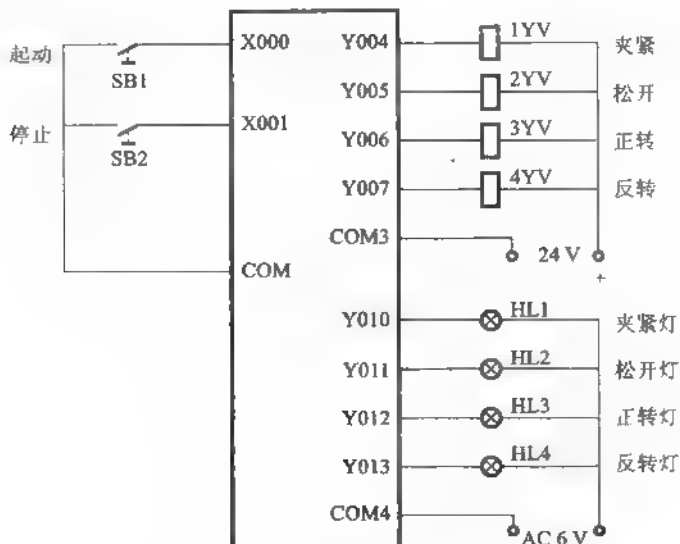 起动
SB1
X000
停止
SB2
X001
COM
Y004
1YV
夹紧
Y005
2YV
松开
Y006
3YV
正转
Y007
4YV
反转
COM3
24 V
+
Y010
HL1
夹紧灯
Y011
HL2
松开灯
Y012
HL3
正转灯
Y013
HL4
反转灯
COM4
AC 6 V